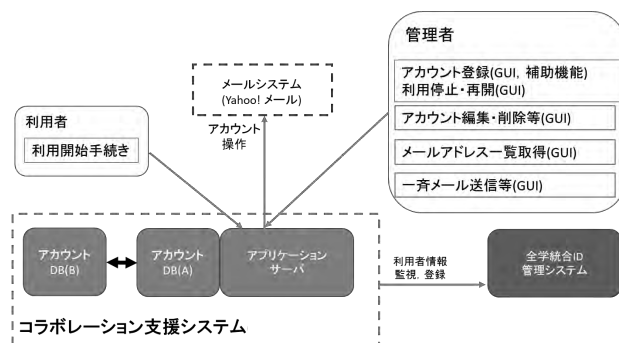 管理者
アカウント登録(GUI, 補助機能)
利用停止・再開(GUI)
アカウント編集・削除等(GUI)
メールアドレス一覧取得(GUI)
一斉メール送信等(GUI)
メールシステム
(Yahoo! メール)
アカウント
操作
利用者
利用開始手続き
アカウント
DB(B)
アカウント
DB(A)
アプリケーション
サーバ
コラボレーション支援システム
利用者情報
監視, 登録
全学統合ID
管理システム